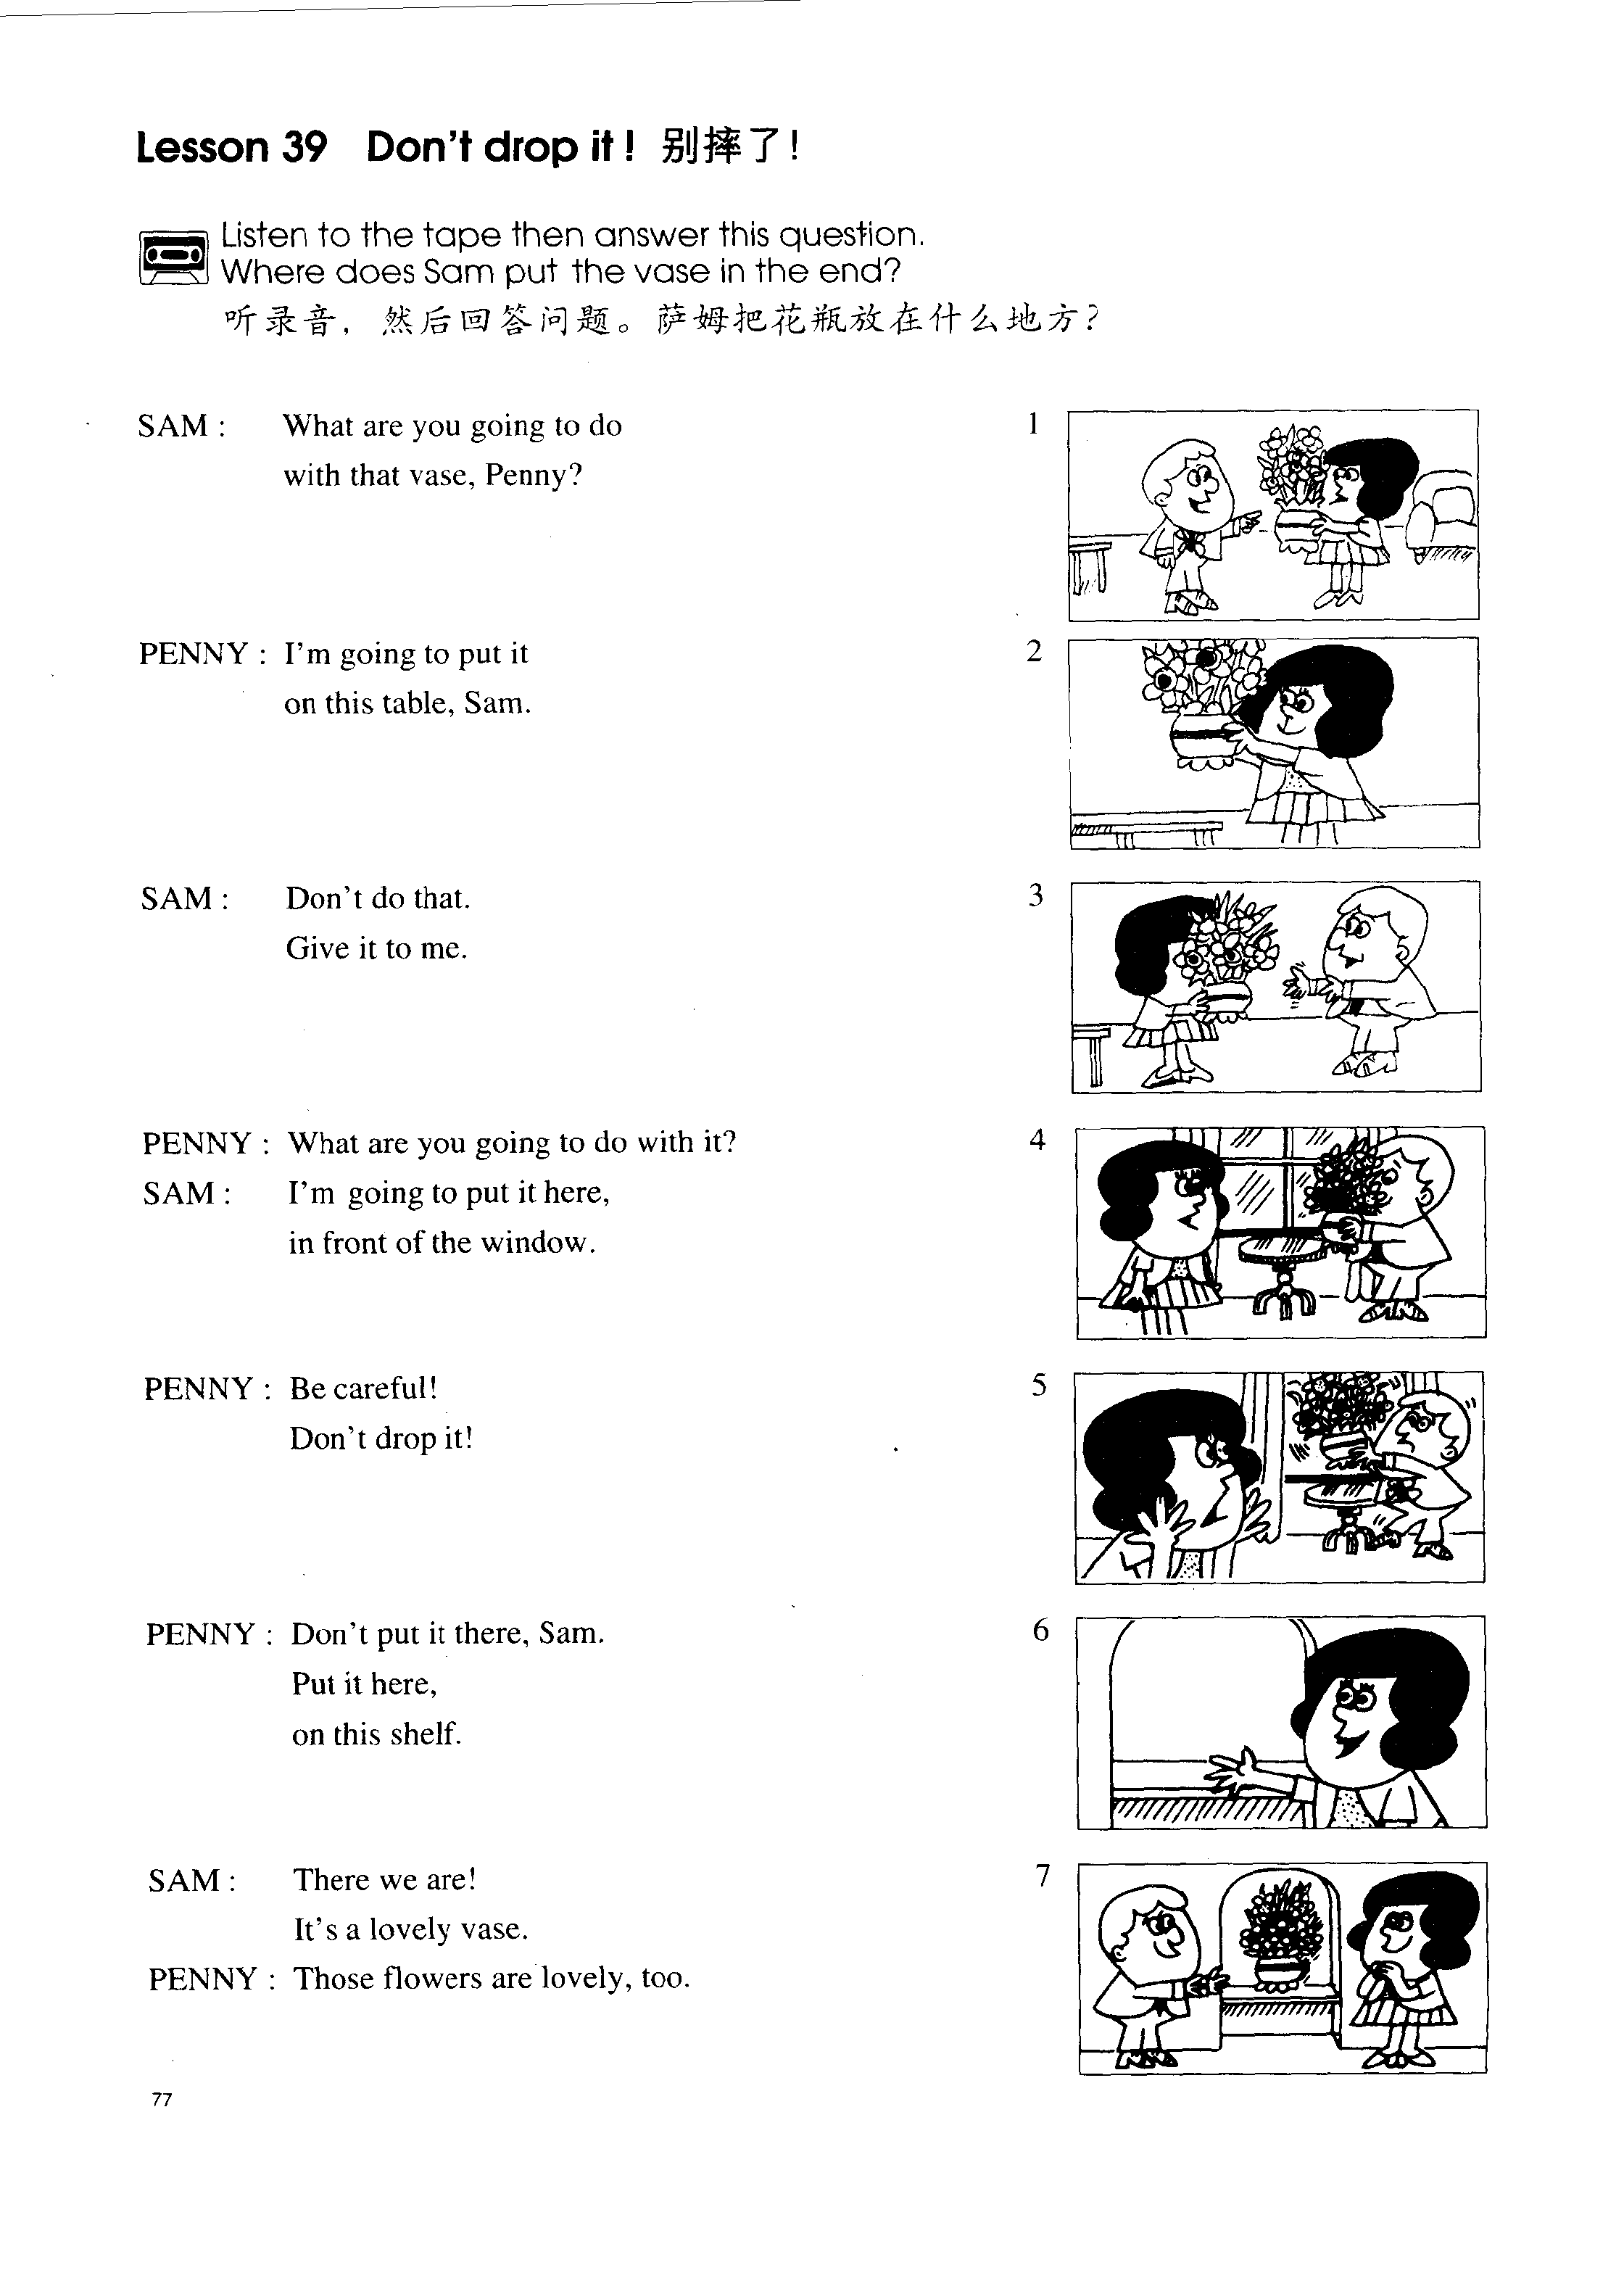 Lesson 39 Don't drop it! 别摔了!
Listen to the tape then answer this question.
Where does Sam put the vase in the end?
听录音，然后回答问题。萨姆把花瓶放在什么地方?
SAM : What are you going to do
with that vase, Penny?
1
PENNY : I'm going to put it
on this table, Sam.
2
SAM : Don't do that.
Give it to me.
3
PENNY : What are you going to do with it?
SAM : I'm going to put it here,
in front of the window.
4
PENNY : Be careful!
Don't drop it!
5
PENNY : Don't put it there, Sam.
Put it here,
on this shelf.
6
SAM : There we are!
It's a lovely vase.
PENNY : Those flowers are lovely, too.
7
77